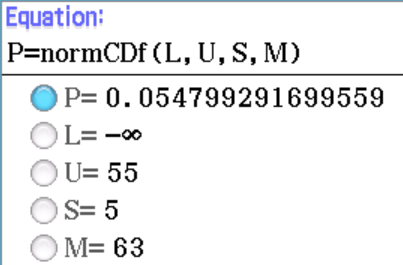 Equation:
P=normCDf(L,U,S,M)
P= 0.054799291699559
L= -∞
U= 55
S= 5
M= 63